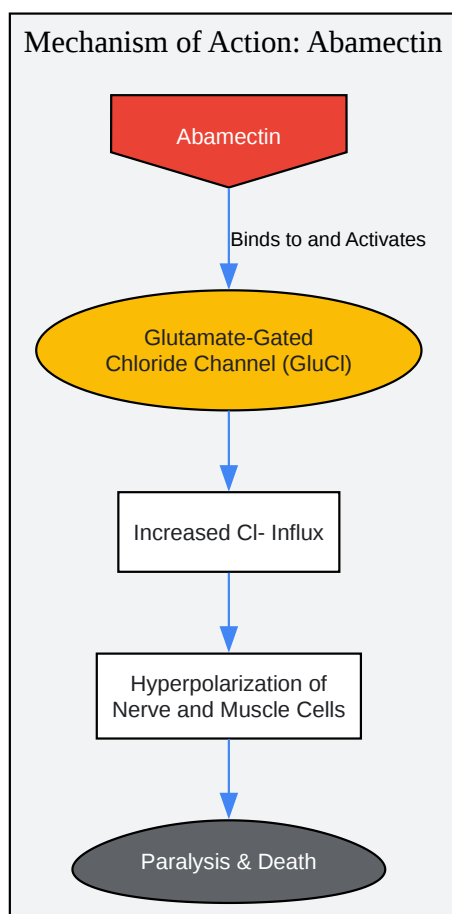 Mechanism of Action: Abamectin
Abamectin
Binds to and Activates
Glutamate-Gated
Chloride Channel (GluCl)
Increased Cl- Influx
Hyperpolarization of
Nerve and Muscle Cells
Paralysis & Death